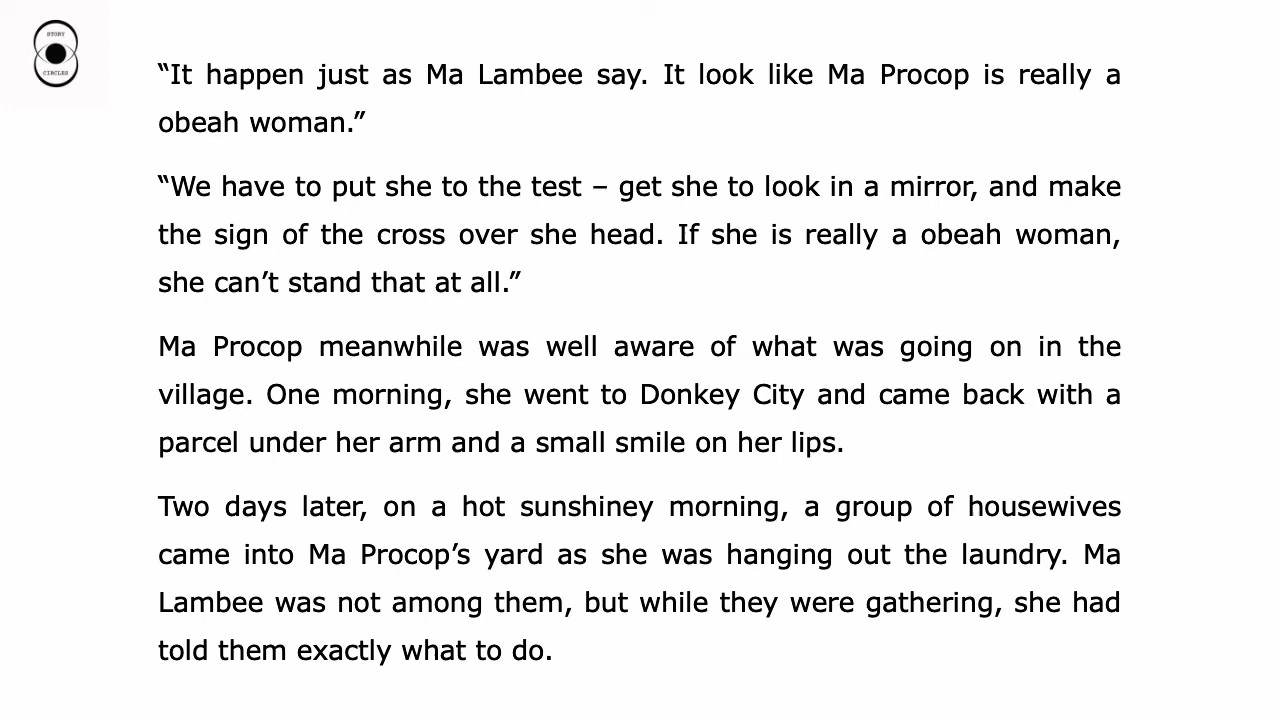 STORY
CIRCLES
“It happen just as Ma Lambee say. It look like Ma Procop is really a
obeah woman.”
“We have to put she to the test – get she to look in a mirror, and make
the sign of the cross over she head. If she is really a obeah woman,
she can’t stand that at all.”
Ma Procop meanwhile was well aware of what was going on in the
village. One morning, she went to Donkey City and came back with a
parcel under her arm and a small smile on her lips.
Two days later, on a hot sunshiney morning, a group of housewives
came into Ma Procop’s yard as she was hanging out the laundry. Ma
Lambee was not among them, but while they were gathering, she had
told them exactly what to do.